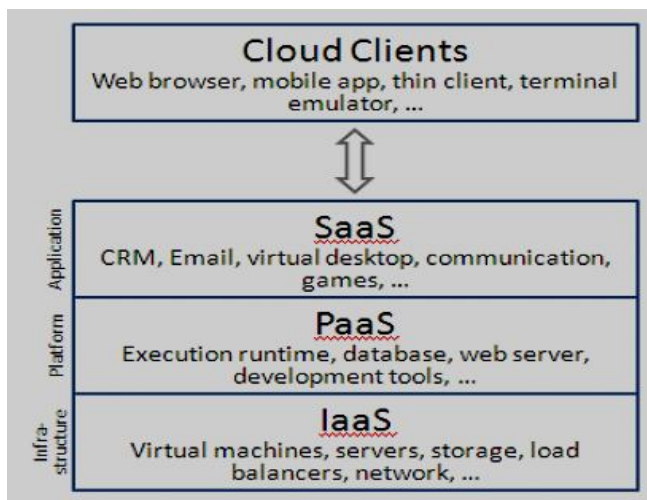 Cloud Clients
Web browser, mobile app, thin client, terminal
emulator, ...
Application
SaaS
CRM, Email, virtual desktop, communication,
games, ...
Platform
PaaS
Execution runtime, database, web server,
development tools, ...
Infra-
structure
IaaS
Virtual machines, servers, storage, load
balancers, network, ...